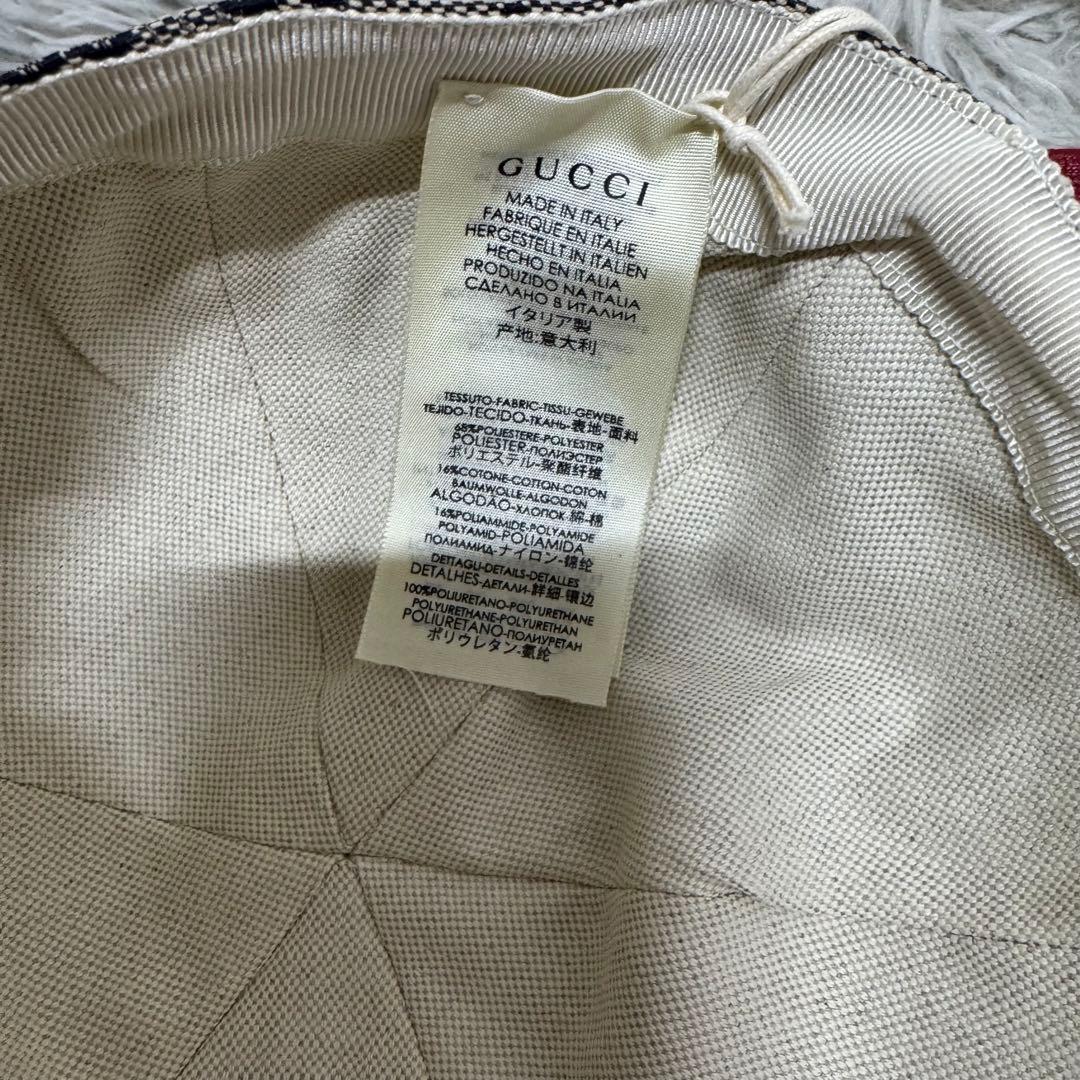 GUCCI
MADE IN ITALY
FABRIQUE EN ITALIE
HERGESTELLT IN ITALIEN
HECHO EN ITALIA
PRODUZIDO NA ITALIA
СДЕЛАНО В ИТАЛИИ
イタリア製
产地:意大利
TESSUTO-FABRIC-TISSU-GEWEBE
TEJIDO-TECIDO-ТКАНЬ-表地-面料
68%POLIESTERE-POLYESTER
POLIESTER-ПОЛИЭСТЕР
ポリエステル-聚酯纤维
16%COTONE-COTTON-COTON
BAUMWOLLE-ALGODON
ALGODAO-ХЛОПОК-綿-棉
16%POLIAMMIDE-POLYAMIDE
POLYAMID-POLIAMIDA
ПОЛИАМИД-ナイロン-锦纶
DETTAGLI-DETAILS-DETALLES
DETALHES-ДЕТАЛИ-詳細-镶边
100%POLIURETANO-POLYURETHANE
POLYURETHANE-POLYURETHAN
POLIURETANO-ПОЛИУРЕТАН
ポリウレタン-氨纶